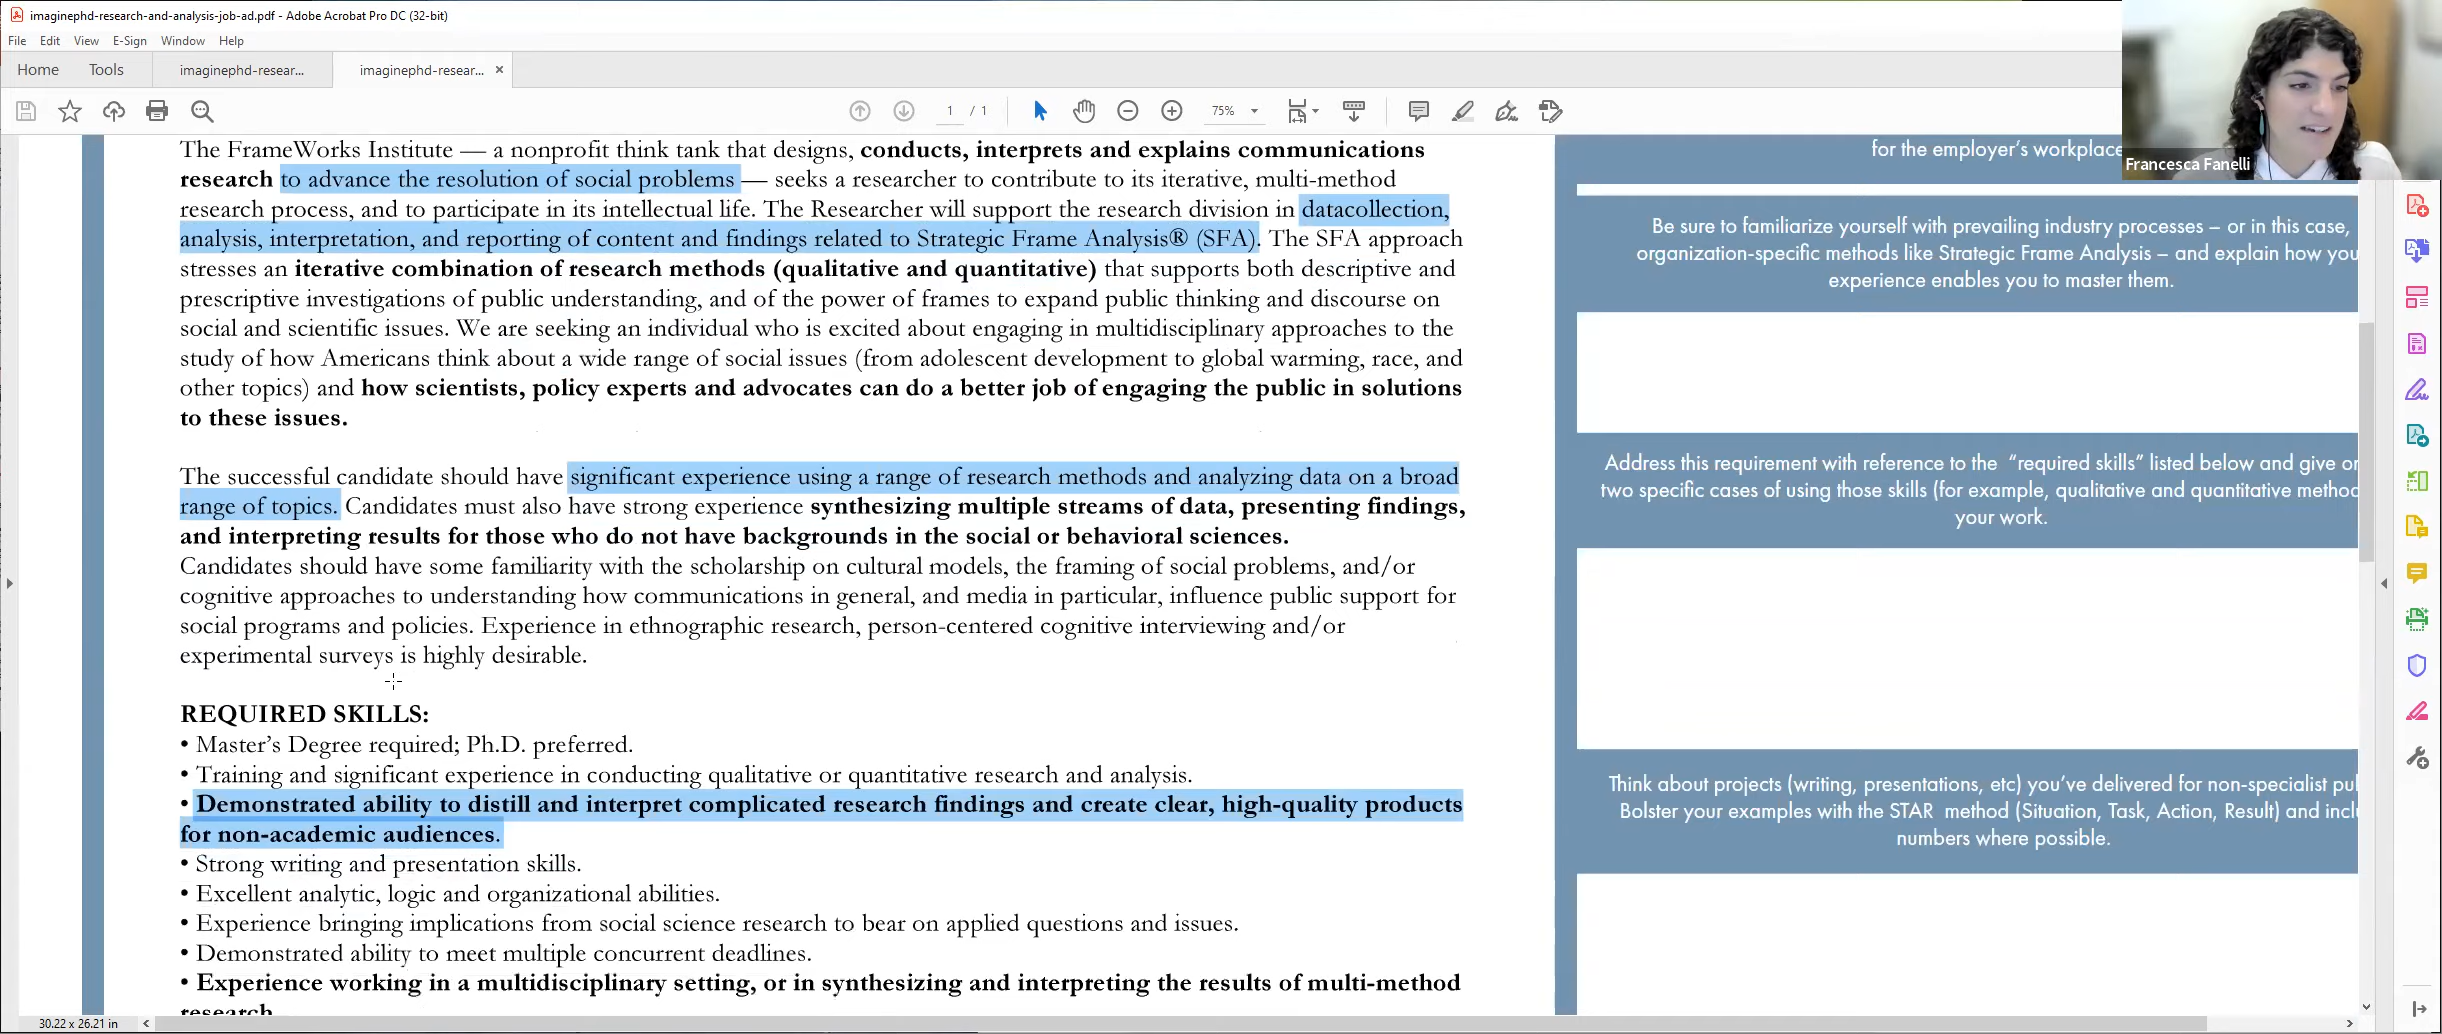 imaginephd-research-and-analysis-job-ad.pdf - Adobe Acrobat Pro DC (32-bit)
File Edit View E-Sign Window Help
Home Tools imaginephd-resear... imaginephd-resear... ×
1 / 1 75%
Francesca Fanelli
The FrameWorks Institute — a nonprofit think tank that designs, conducts, interprets and explains communications
research to advance the resolution of social problems — seeks a researcher to contribute to its iterative, multi-method
research process, and to participate in its intellectual life. The Researcher will support the research division in datacollection,
analysis, interpretation, and reporting of content and findings related to Strategic Frame Analysis® (SFA). The SFA approach
stresses an iterative combination of research methods (qualitative and quantitative) that supports both descriptive and
prescriptive investigations of public understanding, and of the power of frames to expand public thinking and discourse on
social and scientific issues. We are seeking an individual who is excited about engaging in multidisciplinary approaches to the
study of how Americans think about a wide range of social issues (from adolescent development to global warming, race, and
other topics) and how scientists, policy experts and advocates can do a better job of engaging the public in solutions
to these issues.
The successful candidate should have significant experience using a range of research methods and analyzing data on a broad
range of topics. Candidates must also have strong experience synthesizing multiple streams of data, presenting findings,
and interpreting results for those who do not have backgrounds in the social or behavioral sciences.
Candidates should have some familiarity with the scholarship on cultural models, the framing of social problems, and/or
cognitive approaches to understanding how communications in general, and media in particular, influence public support for
social programs and policies. Experience in ethnographic research, person-centered cognitive interviewing and/or
experimental surveys is highly desirable.
REQUIRED SKILLS:
• Master's Degree required; Ph.D. preferred.
• Training and significant experience in conducting qualitative or quantitative research and analysis.
• Demonstrated ability to distill and interpret complicated research findings and create clear, high-quality products
for non-academic audiences.
• Strong writing and presentation skills.
• Excellent analytic, logic and organizational abilities.
• Experience bringing implications from social science research to bear on applied questions and issues.
• Demonstrated ability to meet multiple concurrent deadlines.
• Experience working in a multidisciplinary setting, or in synthesizing and interpreting the results of multi-method
research
for the employer's workplace
Be sure to familiarize yourself with prevailing industry processes – or in this case,
organization-specific methods like Strategic Frame Analysis – and explain how you
experience enables you to master them.
Address this requirement with reference to the "required skills" listed below and give or
two specific cases of using those skills (for example, qualitative and quantitative method
your work.
Think about projects (writing, presentations, etc) you've delivered for non-specialist pu
Bolster your examples with the STAR method (Situation, Task, Action, Result) and incl
numbers where possible.
30.22 x 26.21 in